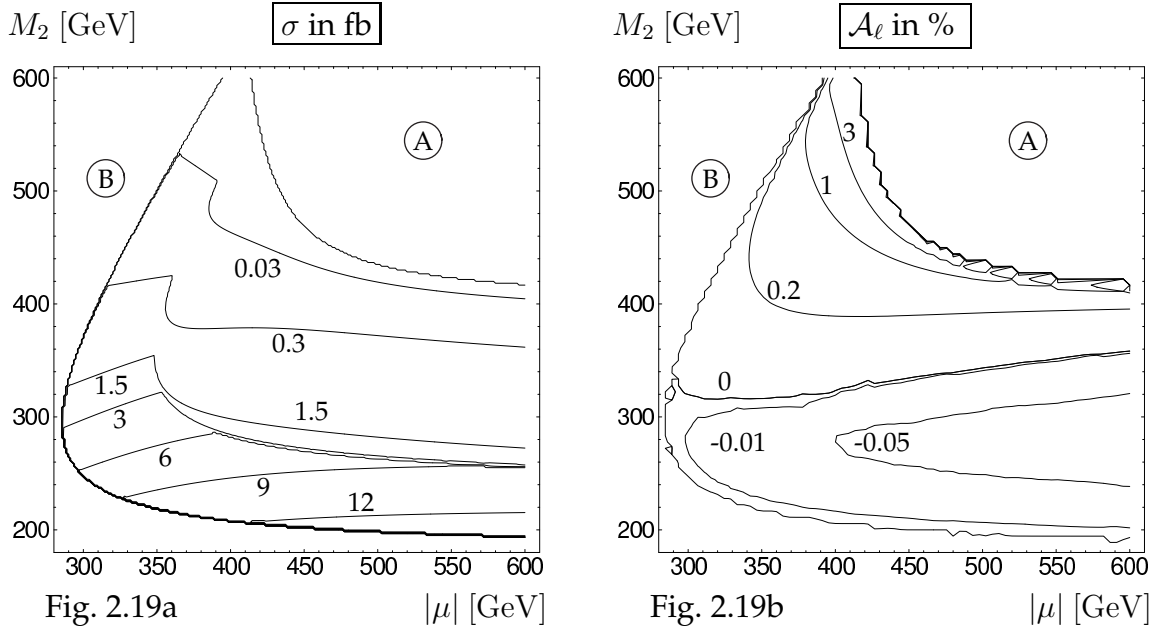 M₂ [GeV]
σ in fb
600
500
400
300
200
A
B
0.03
0.3
1.5
1.5
3
6
9
12
300 350 400 450 500 550 600
Fig. 2.19a
|μ| [GeV]
M₂ [GeV]
𝒜ℓ in %
600
500
400
300
200
A
B
3
1
0.2
0
-0.01
-0.05
300 350 400 450 500 550 600
Fig. 2.19b
|μ| [GeV]